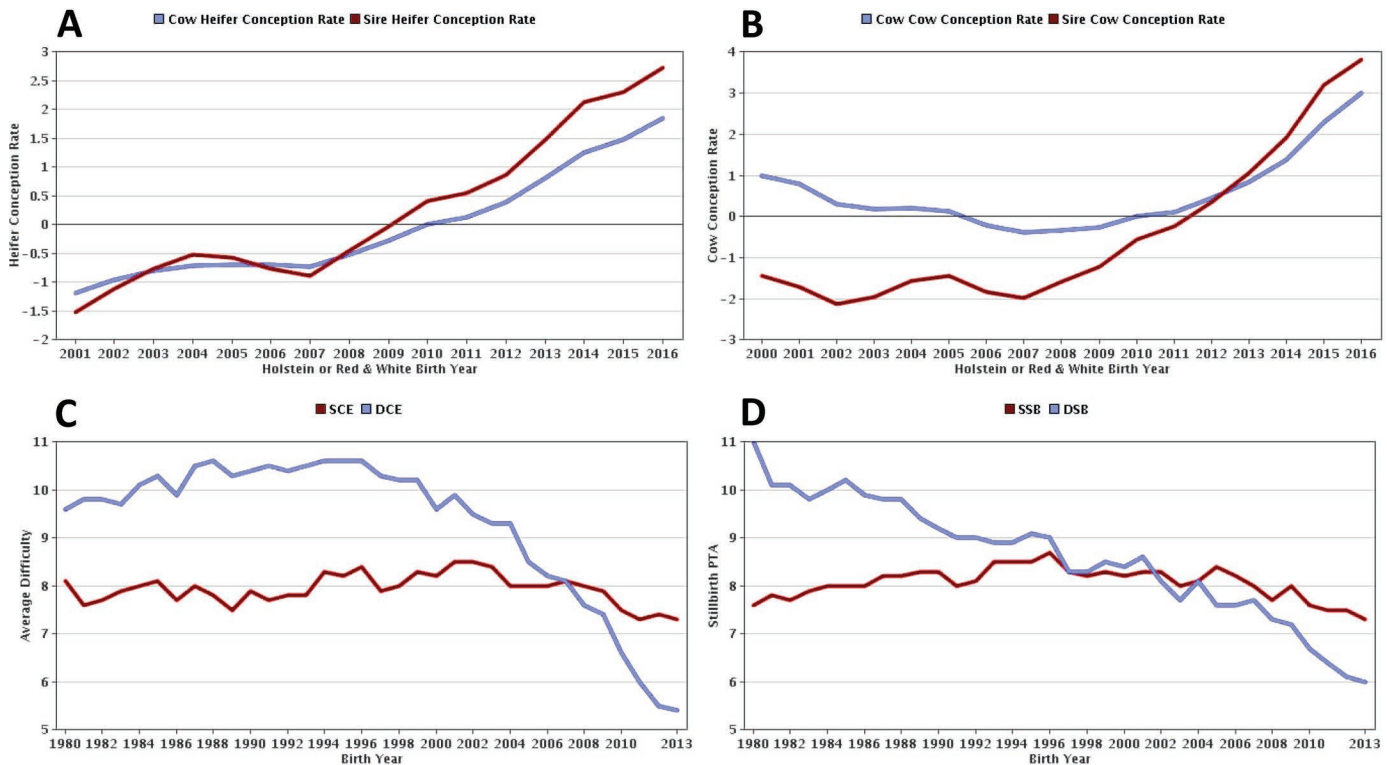 A
Cow Heifer Conception Rate Sire Heifer Conception Rate
Heifer Conception Rate
3
2.5
2
1.5
1
0.5
0
-0.5
-1
-1.5
-2
2001 2002 2003 2004 2005 2006 2007 2008 2009 2010 2011 2012 2013 2014 2015 2016
Holstein or Red & White Birth Year
B
Cow Cow Conception Rate Sire Cow Conception Rate
Cow Conception Rate
4
3
2
1
0
-1
-2
-3
2000 2001 2002 2003 2004 2005 2006 2007 2008 2009 2010 2011 2012 2013 2014 2015 2016
Holstein or Red & White Birth Year
C
SCE DCE
Average Difficulty
11
10
9
8
7
6
5
1980 1982 1984 1986 1988 1990 1992 1994 1996 1998 2000 2002 2004 2006 2008 2010 2013
Birth Year
D
SSB DSB
Stillbirth PTA
11
10
9
8
7
6
5
1980 1982 1984 1986 1988 1990 1992 1994 1996 1998 2000 2002 2004 2006 2008 2010 2013
Birth Year